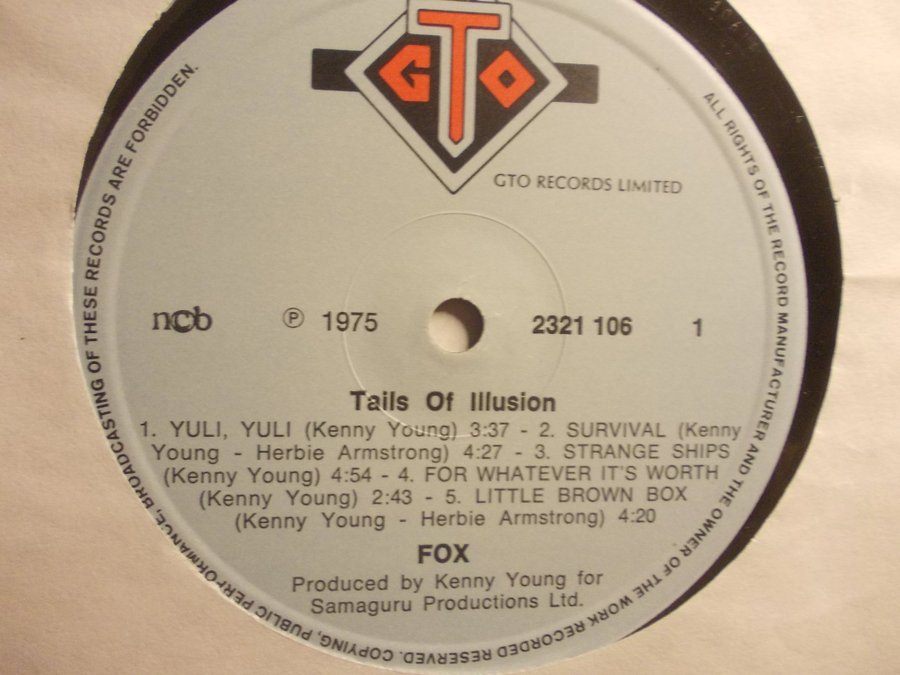 GTO
GTO RECORDS LIMITED
ncb
Ⓟ 1975
2321 106
1
Tails Of Illusion
1. YULI, YULI (Kenny Young) 3:37 - 2. SURVIVAL (Kenny
Young - Herbie Armstrong) 4:27 - 3. STRANGE SHIPS
(Kenny Young) 4:54 - 4. FOR WHATEVER IT'S WORTH
(Kenny Young) 2:43 - 5. LITTLE BROWN BOX
(Kenny Young - Herbie Armstrong) 4:20
FOX
Produced by Kenny Young for
Samaguru Productions Ltd.
ALL RIGHTS OF THE RECORD MANUFACTURER AND THE OWNER OF THE WORK RECORDED RESERVED. COPYING, PUBLIC PERFORMANCE, BROADCASTING OF THESE RECORDS ARE FORBIDDEN.